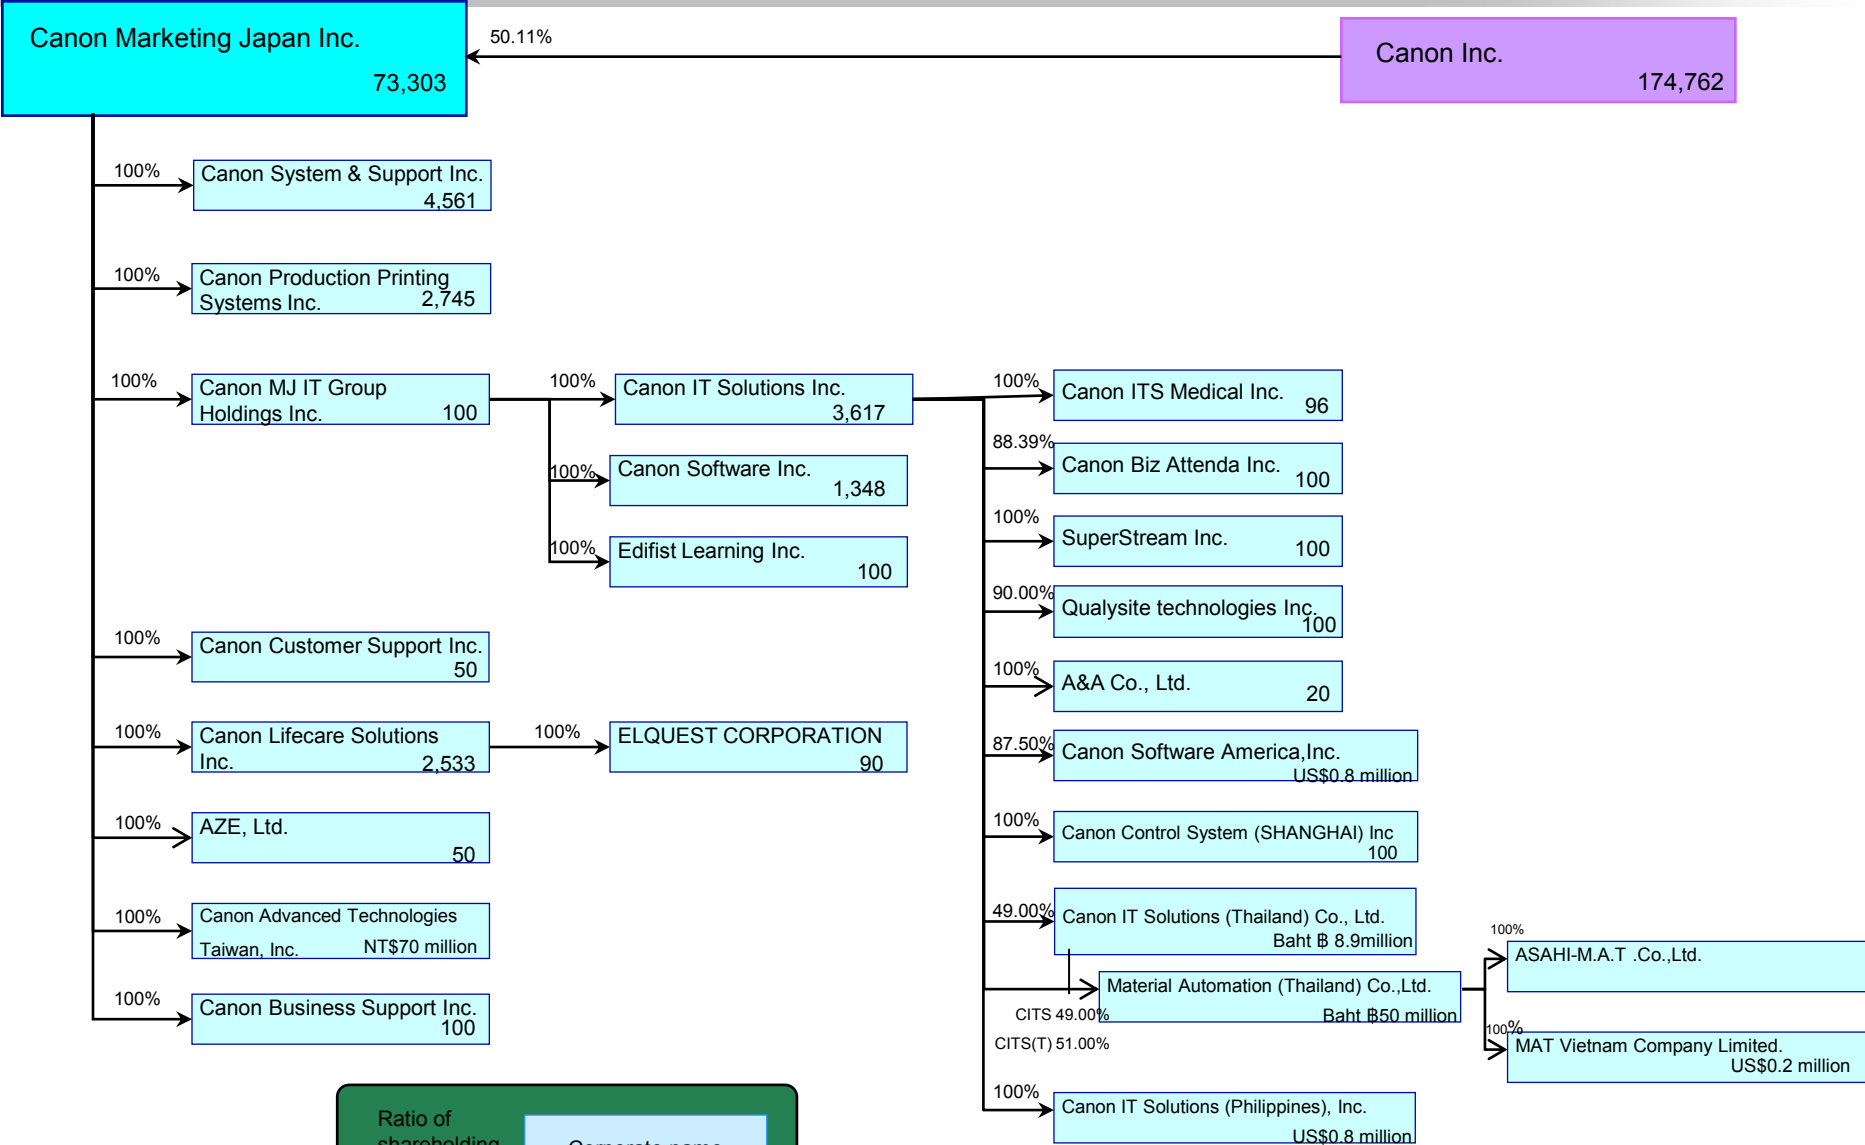 Canon Marketing Japan Inc.
73,303
50.11%
Canon Inc.
174,762
100%
Canon System & Support Inc.
4,561
100%
Canon Production Printing
Systems Inc.
2,745
100%
Canon MJ IT Group
Holdings Inc.
100
100%
Canon IT Solutions Inc.
3,617
100%
Canon Software Inc.
1,348
100%
Edifist Learning Inc.
100
100%
Canon ITS Medical Inc.
96
88.39%
Canon Biz Attenda Inc.
100
100%
SuperStream Inc.
100
90.00%
Qualysite technologies Inc.
100
100%
A&A Co., Ltd.
20
87.50%
Canon Software America,Inc.
US$0.8 million
100%
Canon Control System (SHANGHAI) Inc
100
49.00%
Canon IT Solutions (Thailand) Co., Ltd.
Baht ฿ 8.9million
Material Automation (Thailand) Co.,Ltd.
Baht ฿50 million
CITS 49.00%
CITS(T) 51.00%
100%
ASAHI-M.A.T .Co.,Ltd.
100%
MAT Vietnam Company Limited.
US$0.2 million
100%
Canon IT Solutions (Philippines), Inc.
US$0.8 million
100%
Canon Customer Support Inc.
50
100%
Canon Lifecare Solutions
Inc.
2,533
100%
ELQUEST CORPORATION
90
100%
AZE, Ltd.
50
100%
Canon Advanced Technologies
Taiwan, Inc.
NT$70 million
100%
Canon Business Support Inc.
100
Ratio of
shareholding
Corporate name